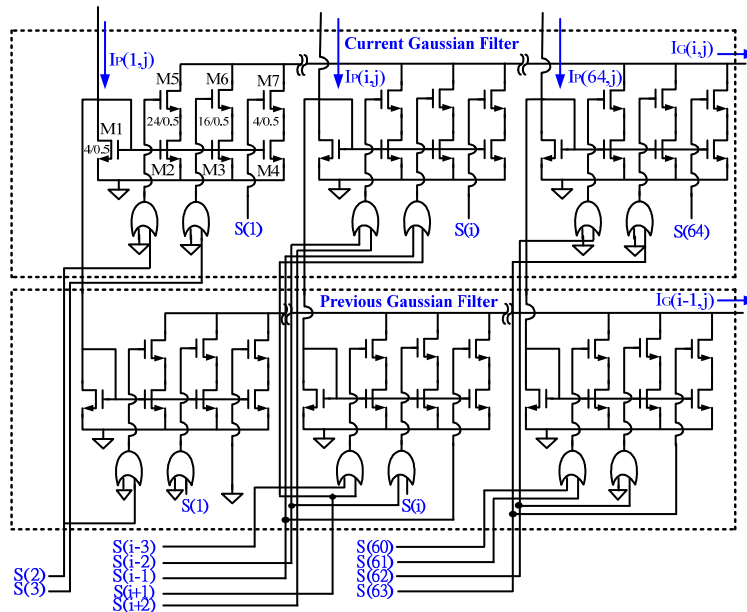 Current Gaussian Filter
IG(i,j)
IP(1,j)
IP(i,j)
IP(64,j)
M5
M6
M7
24/0.5
16/0.5
4/0.5
M1
4/0.5
M2
M3
M4
S(1)
S(i)
S(64)
Previous Gaussian Filter
IG(i-1,j)
S(1)
S(i)
S(2)
S(3)
S(i-3)
S(i-2)
S(i-1)
S(i+1)
S(i+2)
S(60)
S(61)
S(62)
S(63)